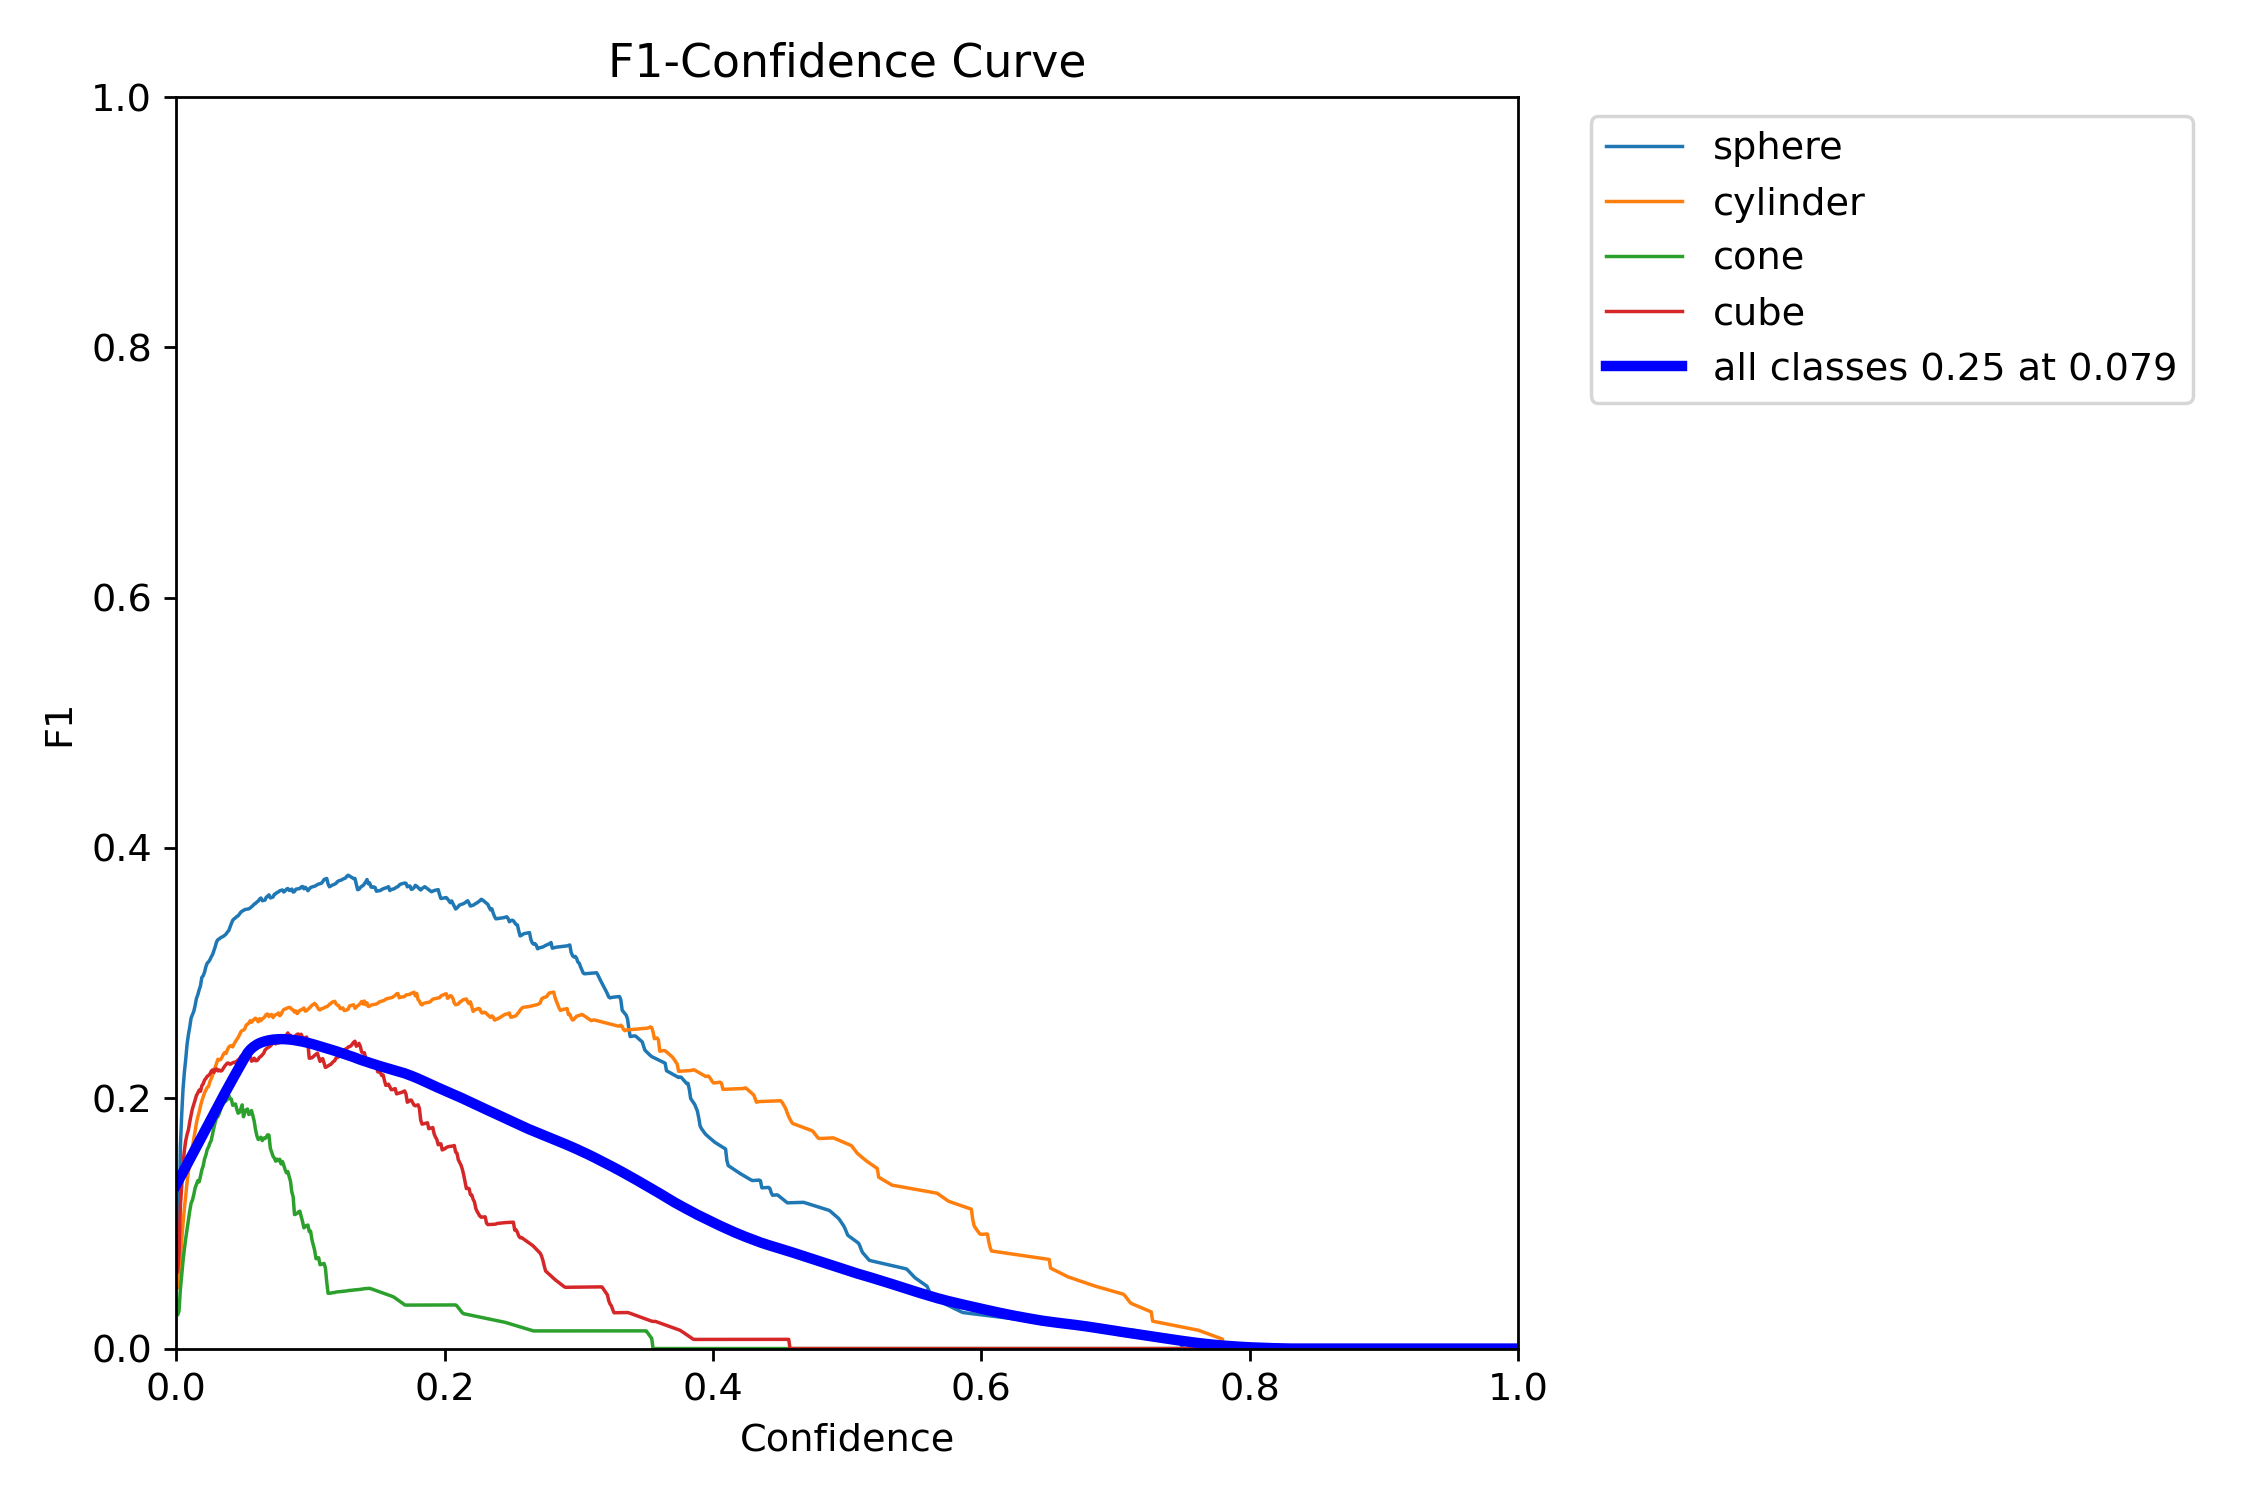 F1-Confidence Curve
1.0
0.8
0.6
0.4
0.2
0.0
F1
0.0 0.2 0.4 0.6 0.8 1.0
Confidence
sphere
cylinder
cone
cube
all classes 0.25 at 0.079